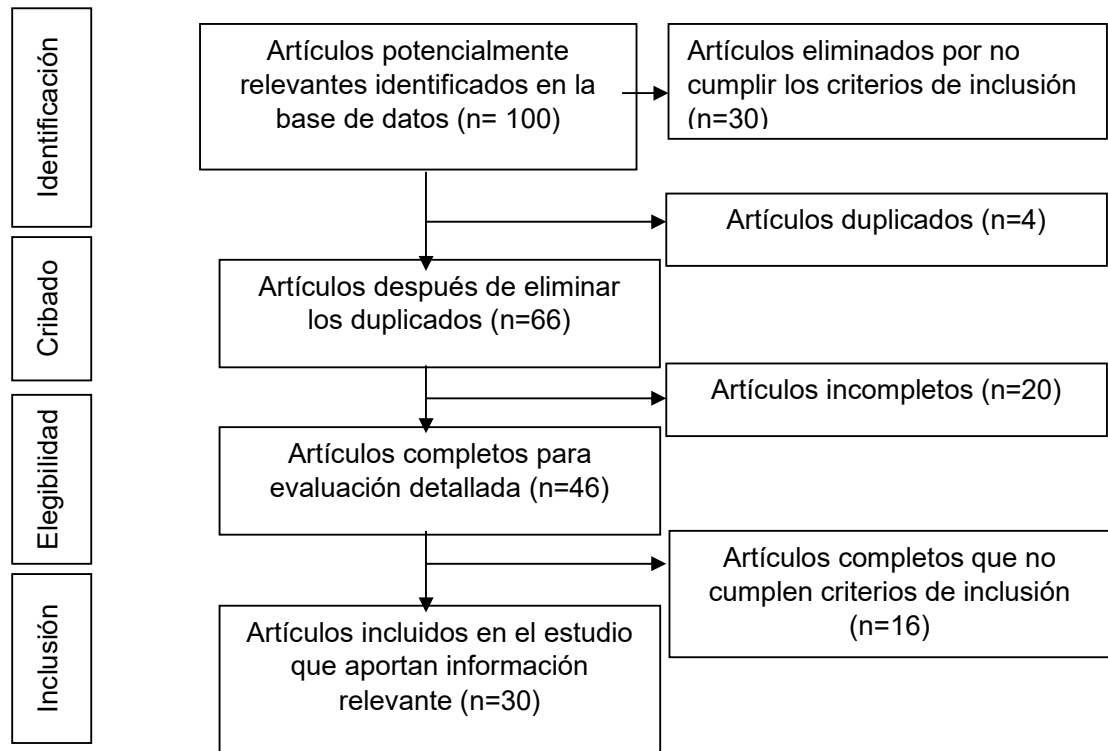 Identificación
Artículos potencialmente
relevantes identificados en la
base de datos (n= 100)
Artículos eliminados por no
cumplir los criterios de inclusión
(n=30)
Artículos duplicados (n=4)
Cribado
Artículos después de eliminar
los duplicados (n=66)
Artículos incompletos (n=20)
Elegibilidad
Artículos completos para
evaluación detallada (n=46)
Artículos completos que no
cumplen criterios de inclusión
(n=16)
Inclusión
Artículos incluidos en el estudio
que aportan información
relevante (n=30)